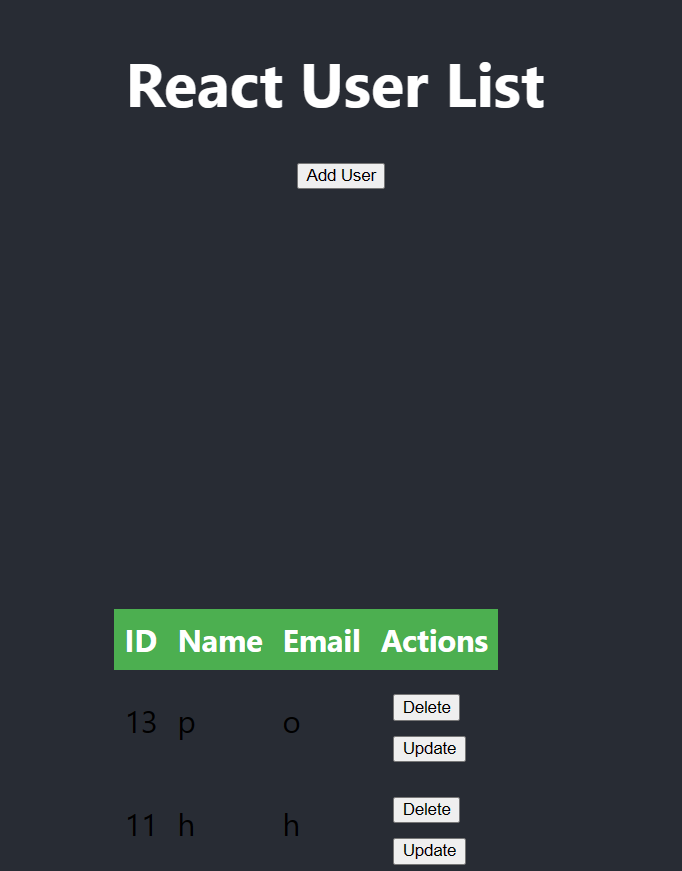 React User List
Add User
ID Name Email Actions
13 p o Delete
Update
11 h h Delete
Update